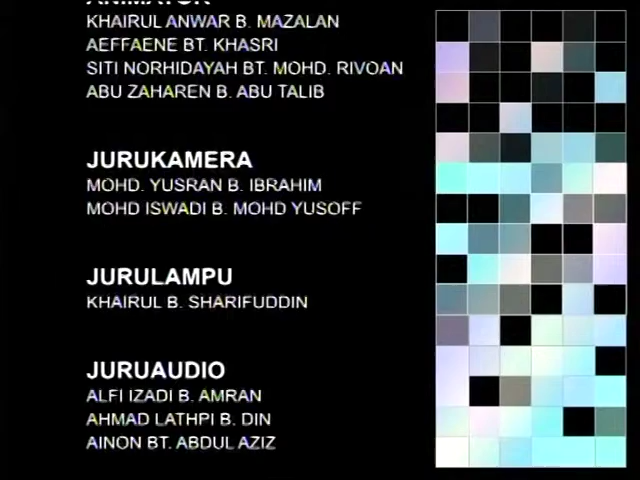 ANIMATOR
KHAIRUL ANWAR B. MAZALAN
AEFFAENE BT. KHASRI
SITI NORHIDAYAH BT. MOHD. RIVOAN
ABU ZAHAREN B. ABU TALIB
JURUKAMERA
MOHD. YUSRAN B. IBRAHIM
MOHD ISWADI B. MOHD YUSOFF
JURULAMPU
KHAIRUL B. SHARIFUDDIN
JURUAUDIO
ALFI IZADI B. AMRAN
AHMAD LATHPI B. DIN
AINON BT. ABDUL AZIZ